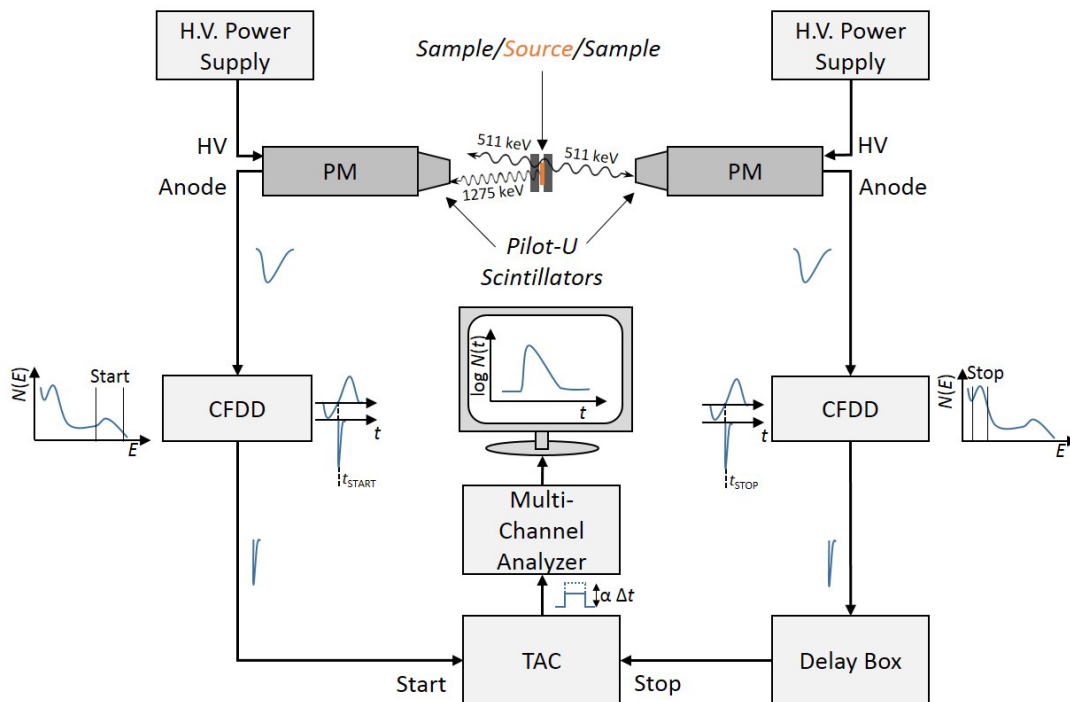 H.V. Power
Supply
Sample/Source/Sample
H.V. Power
Supply
HV
PM
Anode
511 keV
511 keV
1275 keV
PM
HV
Anode
Pilot-U
Scintillators
N(E)
Start
E
CFDD
t
tSTART
log N(t)
t
t
tSTOP
CFDD
N(E)
Stop
E
Multi-
Channel
Analyzer
α Δt
Start
TAC
Stop
Delay Box